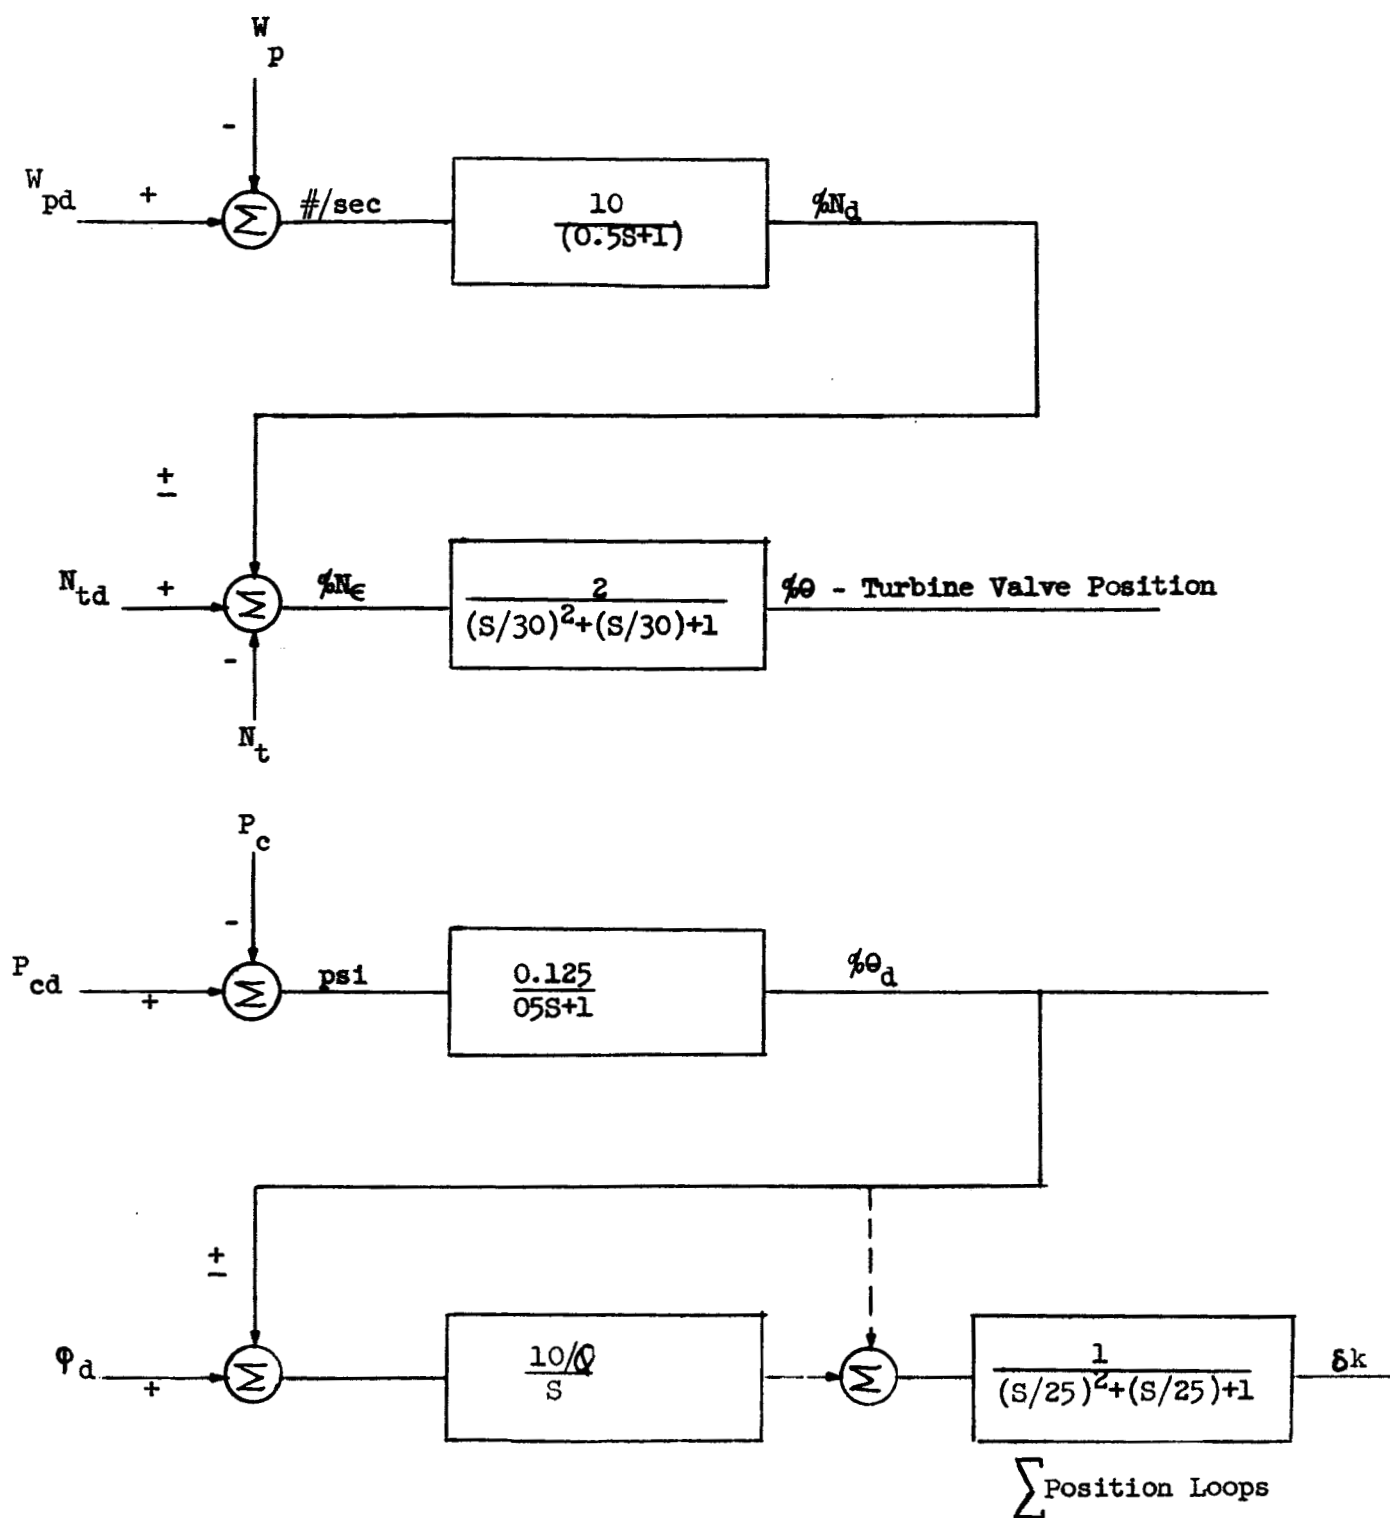 W
p
-
W pd + Σ #/sec 10/(0.5S+1) %N d
±
N td + Σ %Nϵ 2/((S/30)²+(S/30)+1) %θ - Turbine Valve Position
-
N t
P c
-
P cd + Σ psi 0.125/05S+1 %θ d
±
φ d + Σ /S Σ 1/((S/25)²+(S/25)+1) δk
Σ Position Loops